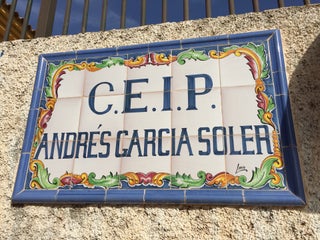 C.E.I.P.
ANDRÉS GARCIA SOLER